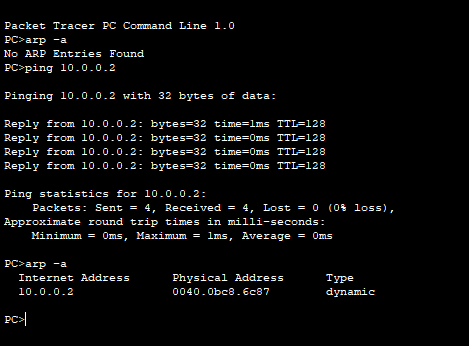 Packet Tracer PC Command Line 1.0
PC>arp -a
No ARP Entries Found
PC>ping 10.0.0.2
Pinging 10.0.0.2 with 32 bytes of data:
Reply from 10.0.0.2: bytes=32 time=1ms TTL=128
Reply from 10.0.0.2: bytes=32 time=0ms TTL=128
Reply from 10.0.0.2: bytes=32 time=0ms TTL=128
Reply from 10.0.0.2: bytes=32 time=0ms TTL=128
Ping statistics for 10.0.0.2:
    Packets: Sent = 4, Received = 4, Lost = 0 (0% loss),
Approximate round trip times in milli-seconds:
    Minimum = 0ms, Maximum = 1ms, Average = 0ms
PC>arp -a
  Internet Address      Physical Address      Type
  10.0.0.2              0040.0bc8.6c87        dynamic
PC>